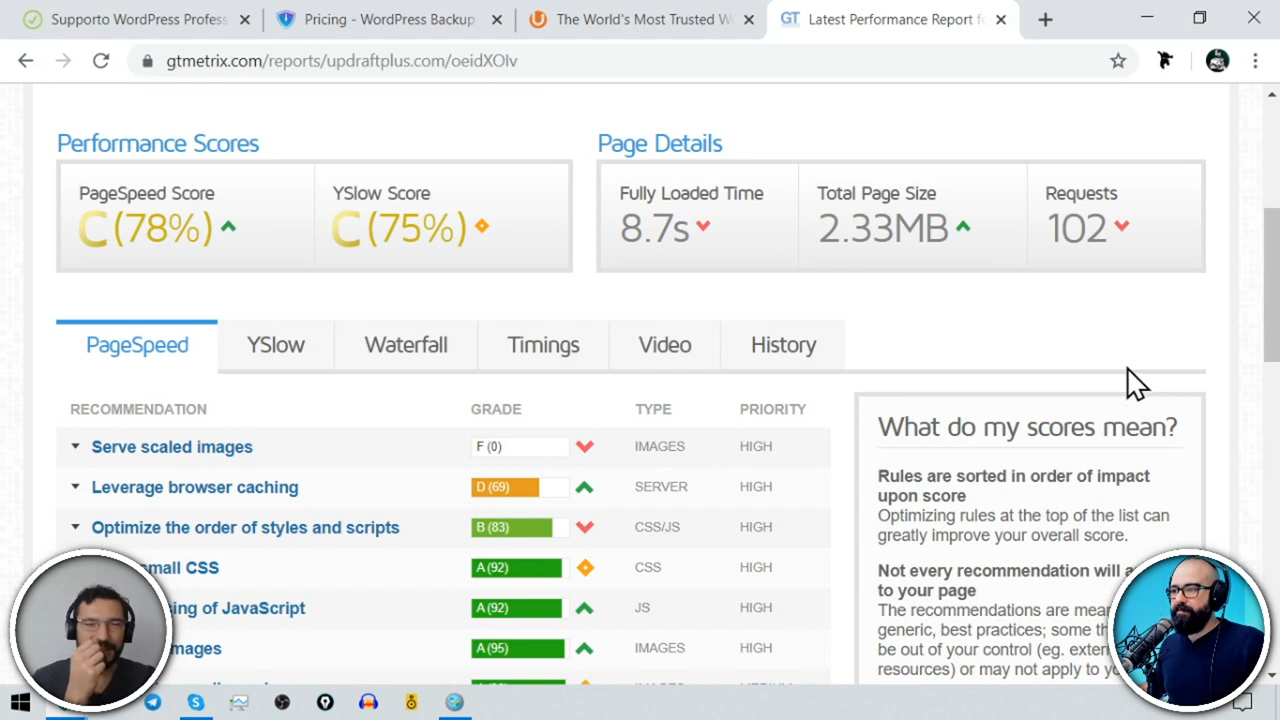 Supporto WordPress Profess
Pricing - WordPress Backup
The World's Most Trusted W
GT
Latest Performance Report f
gtmetrix.com/reports/updraftplus.com/oeidXOlv
Performance Scores
Page Details
PageSpeed Score
YSlow Score
Fully Loaded Time
Total Page Size
Requests
C (78%)
C (75%)
8.7s
2.33MB
102
PageSpeed
YSlow
Waterfall
Timings
Video
History
RECOMMENDATION
GRADE
TYPE
PRIORITY
Serve scaled images
F (0)
IMAGES
HIGH
Leverage browser caching
D (69)
SERVER
HIGH
Optimize the order of styles and scripts
B (83)
CSS/JS
HIGH
small CSS
A (92)
CSS
HIGH
ing of JavaScript
A (92)
JS
HIGH
images
A (95)
IMAGES
HIGH
What do my scores mean?
Rules are sorted in order of impact
upon score
Optimizing rules at the top of the list can
greatly improve your overall score.
Not every recommendation will a
to your page
The recommendations are mea
generic, best practices; some th
be out of your control (eg. exter
resources) or may not apply to yo